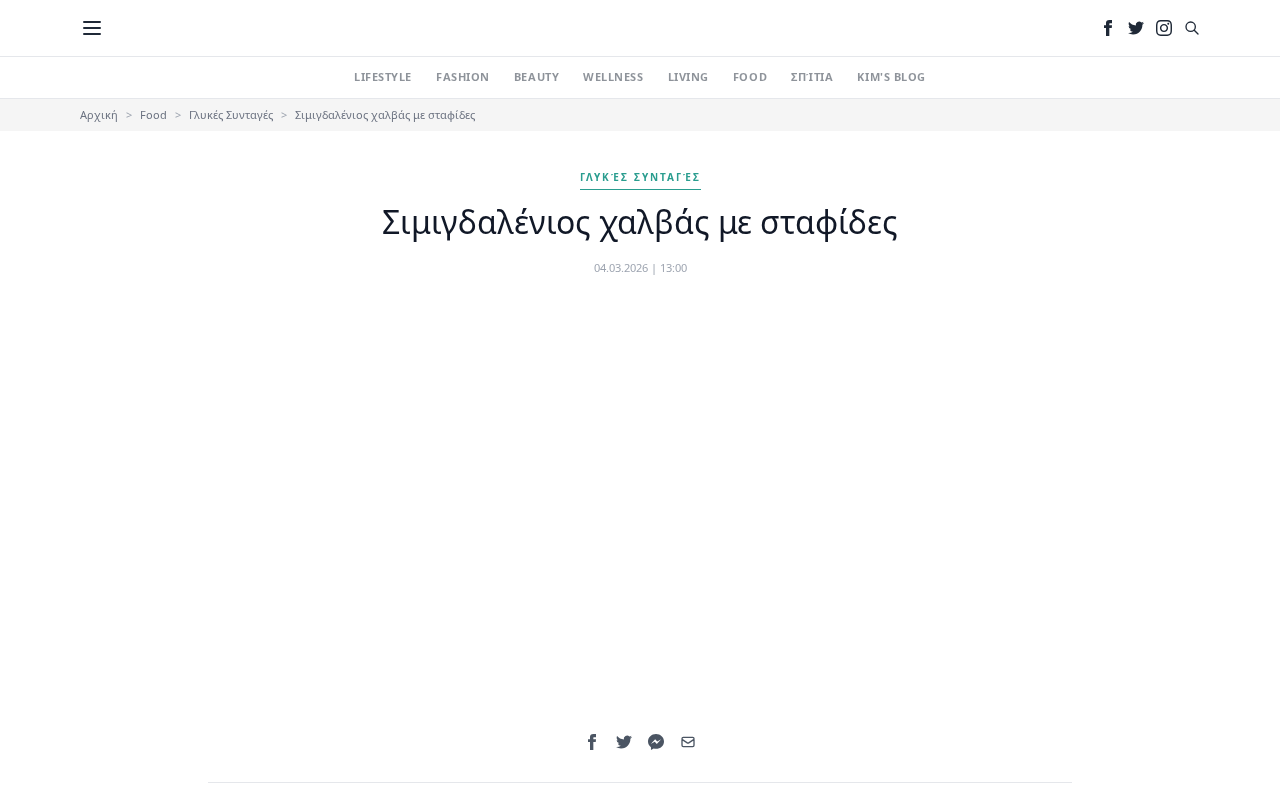 LIFESTYLE FASHION BEAUTY WELLNESS LIVING FOOD ΣΠΊΤΙΑ KIM'S BLOG
Αρχική > Food > Γλυκές Συνταγές > Σιμιγδαλένιος χαλβάς με σταφίδες
ΓΛΥΚΈΣ ΣΥΝΤΑΓΈΣ
Σιμιγδαλένιος χαλβάς με σταφίδες
04.03.2026 | 13:00